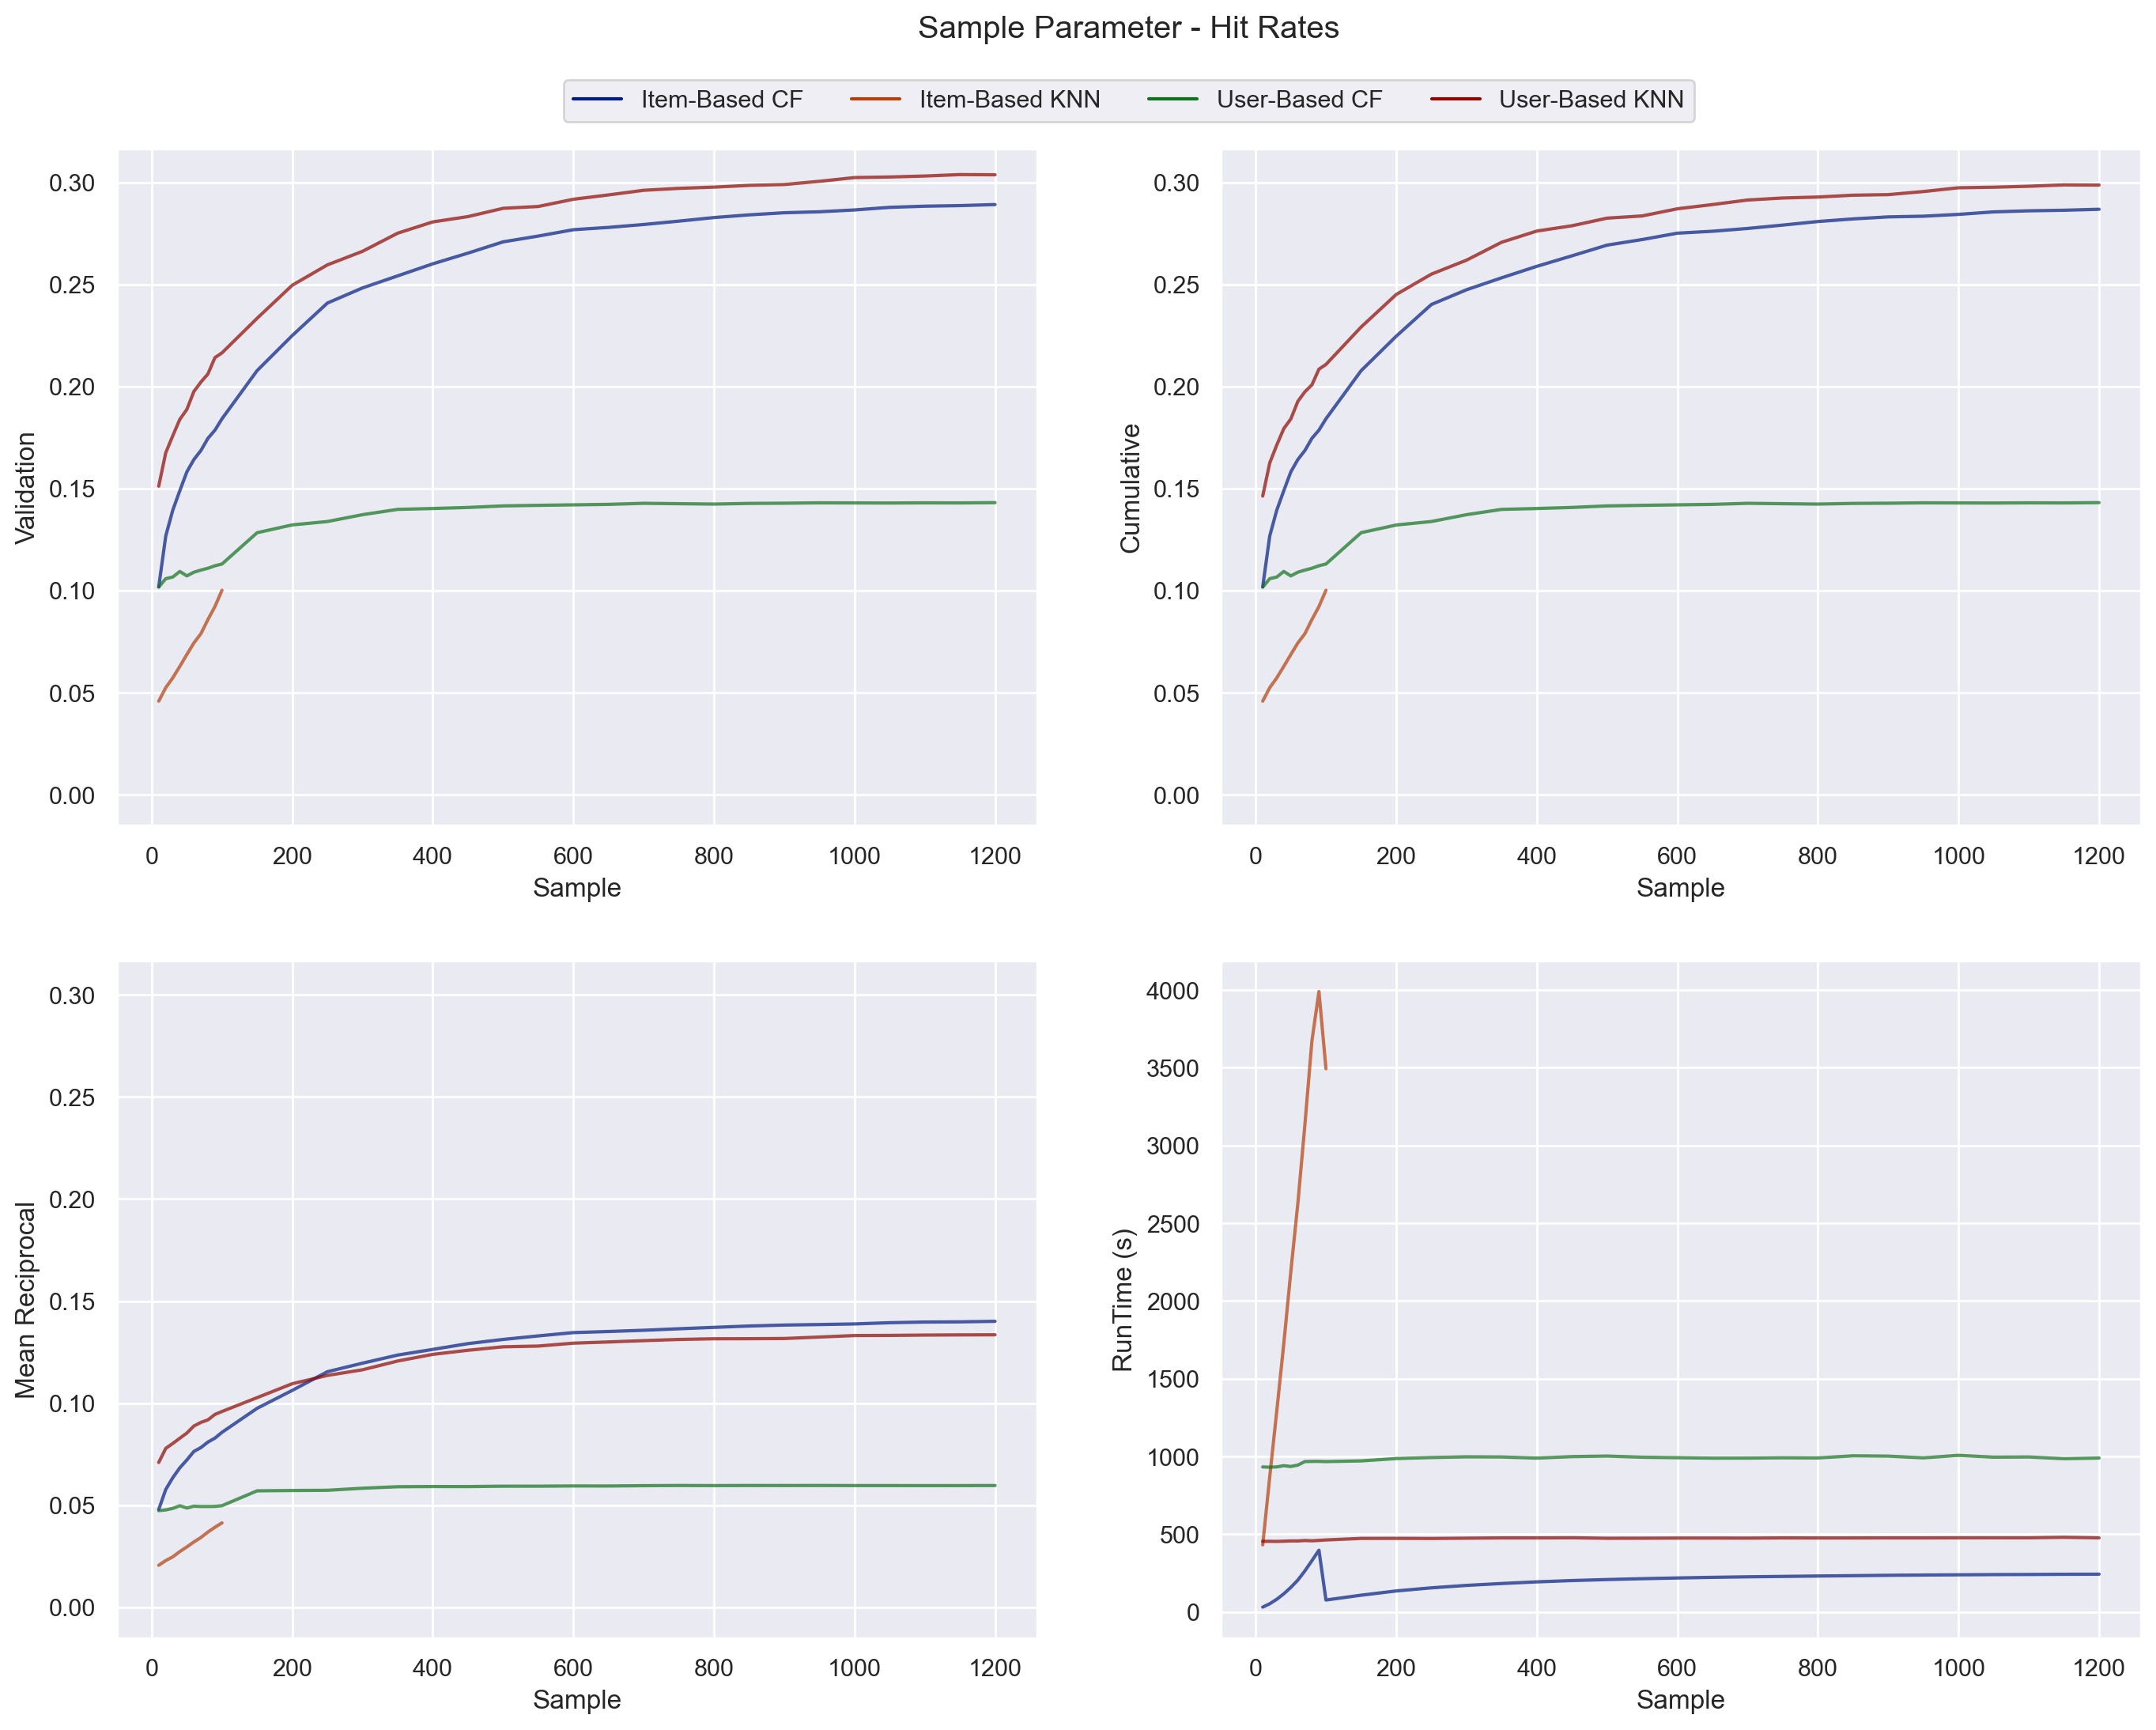 Sample Parameter - Hit Rates
Item-Based CF Item-Based KNN User-Based CF User-Based KNN
Validation
0.30
0.25
0.20
0.15
0.10
0.05
0.00
0 200 400 600 800 1000 1200
Sample
Cumulative
0.30
0.25
0.20
0.15
0.10
0.05
0.00
0 200 400 600 800 1000 1200
Sample
Mean Reciprocal
0.30
0.25
0.20
0.15
0.10
0.05
0.00
0 200 400 600 800 1000 1200
Sample
RunTime (s)
4000
3500
3000
2500
2000
1500
1000
500
0
0 200 400 600 800 1000 1200
Sample